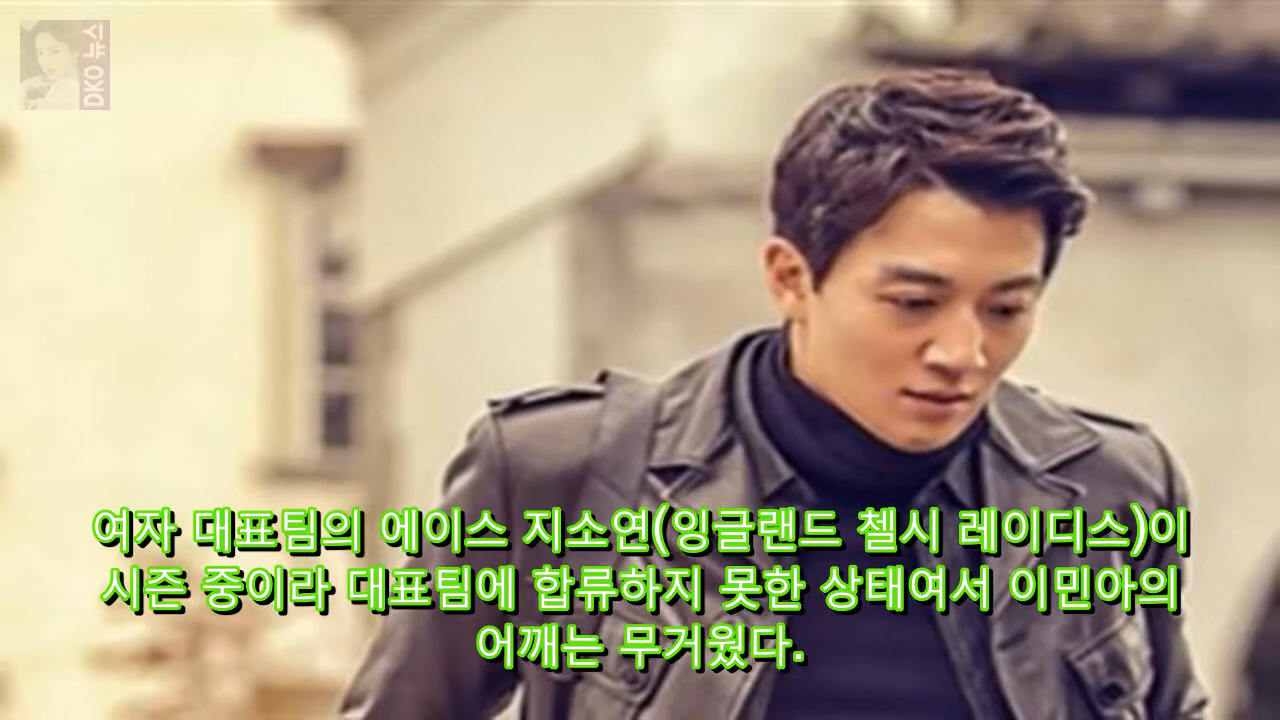 DKO 뉴스
여자 대표팀의 에이스 지소연(잉글랜드 첼시 레이디스)이
시즌 중이라 대표팀에 합류하지 못한 상태여서 이민아의
어깨는 무거웠다.